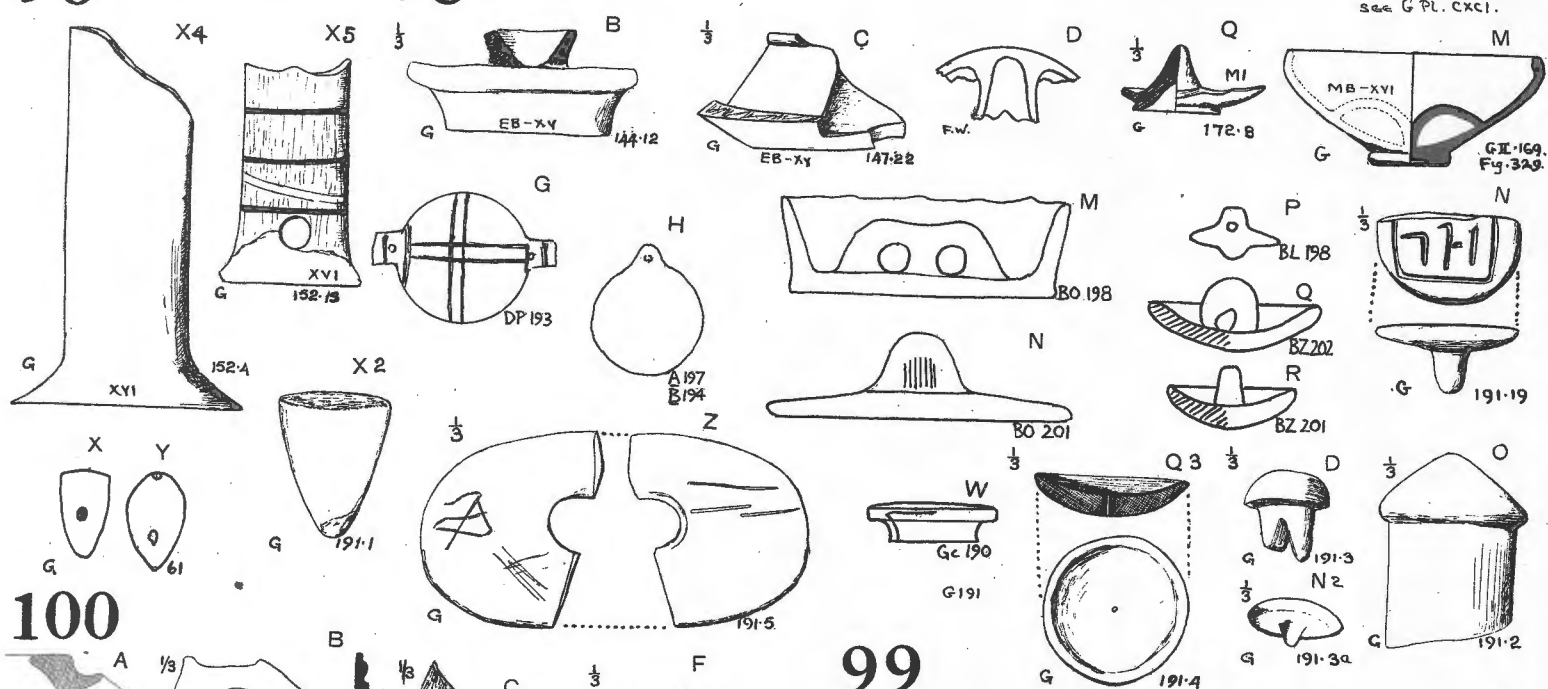 see G PL. CXCI.
X4
X5
1/3
B
1/3
C
D
1/3
Q
M
G
XVI
152·4
G
XVI
152·13
G
EB-XV
144·12
G
EB-XV
147·22
F.W.
G
M1
172·8
MB-XVI
G
GII·169.
Fig.329.
G
DP 193
H
A 197
B 194
M
BO 198
P
BL 198
1/3
N
G
191·19
N
BO 201
Q
BZ 202
R
BZ 201
X
Y
G
61
X 2
G
191·1
1/3
Z
G
191·5
W
Gc 190
G191
1/3
Q 3
G
191·4
1/3
D
G
191·3
1/3
N2
G
191·3a
1/3
O
G
191·2
100
A
1/3
B
1/3
C
1/3
F
99